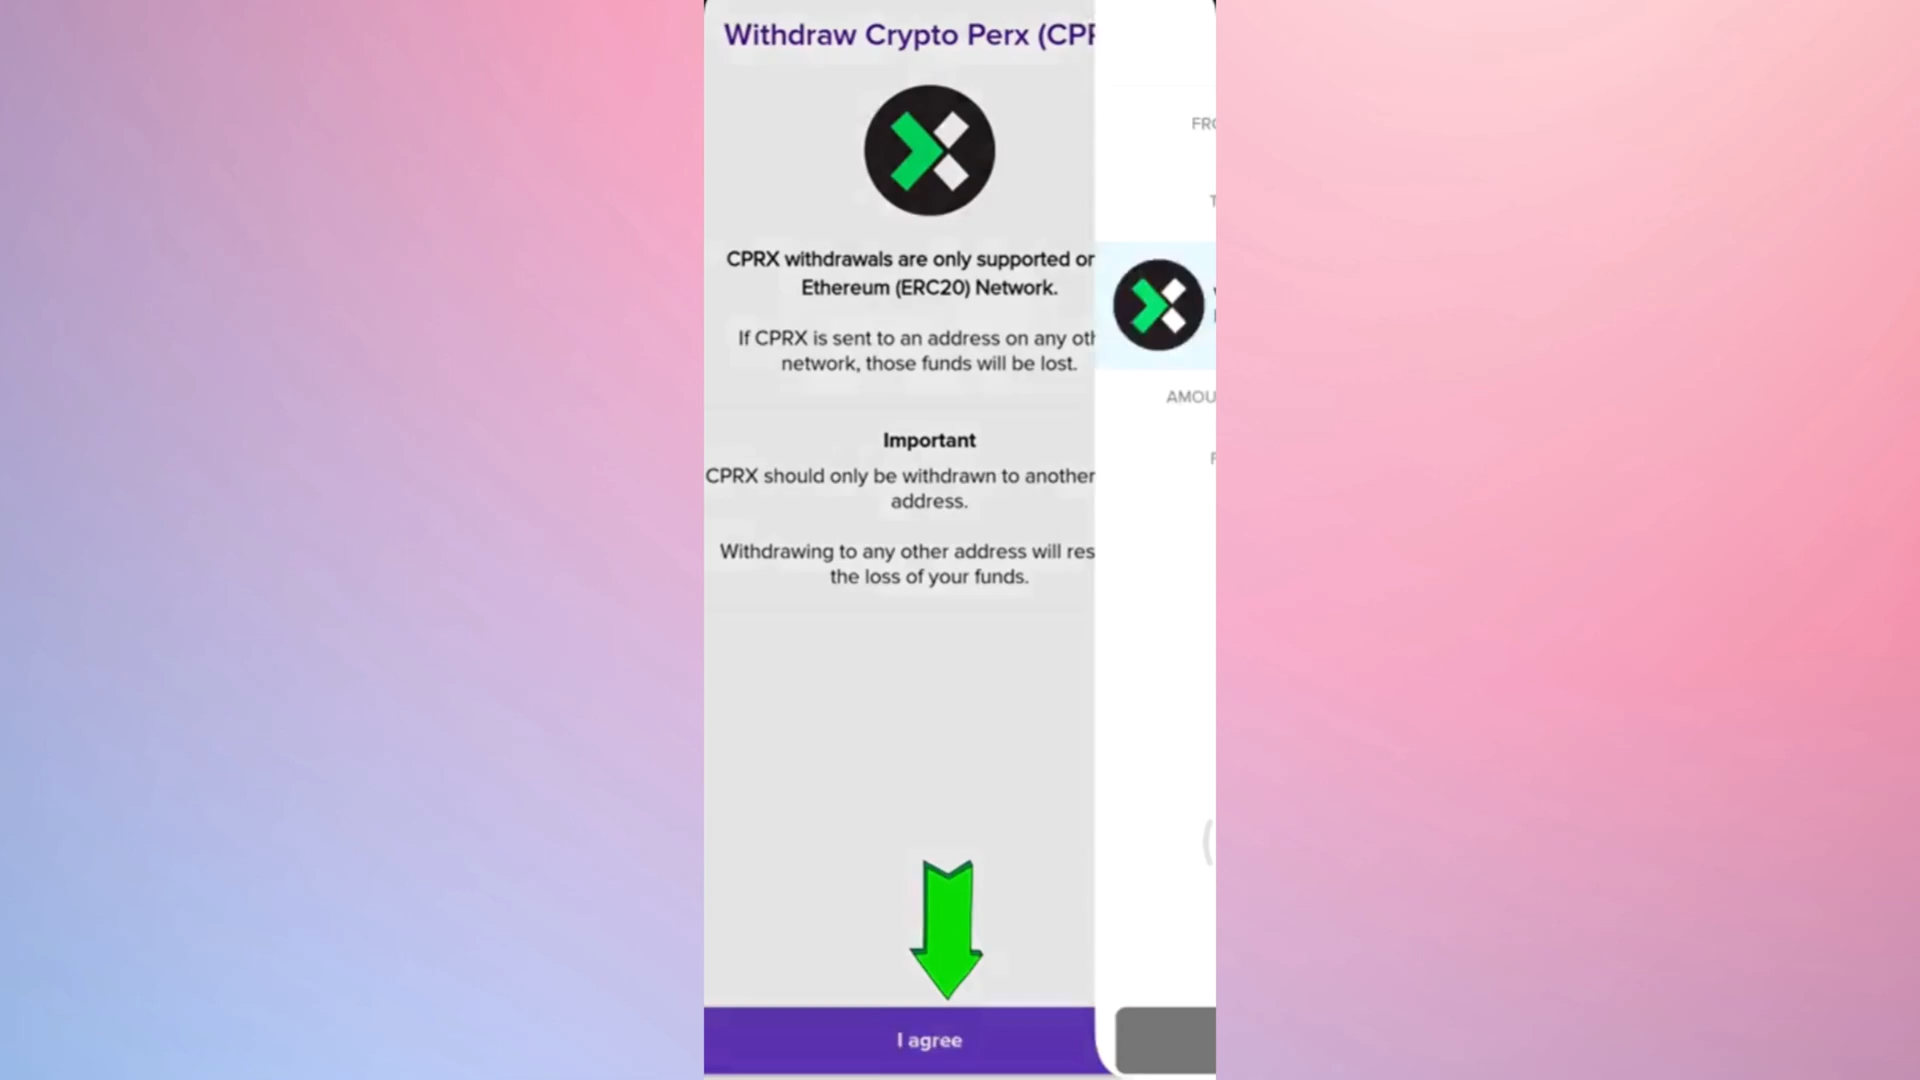 Withdraw Crypto Perx (CPR
CPRX withdrawals are only supported on
Ethereum (ERC20) Network.
If CPRX is sent to an address on any oth
network, those funds will be lost.
Important
CPRX should only be withdrawn to another
address.
Withdrawing to any other address will res
the loss of your funds.
I agree
FRO
T
AMOU
F